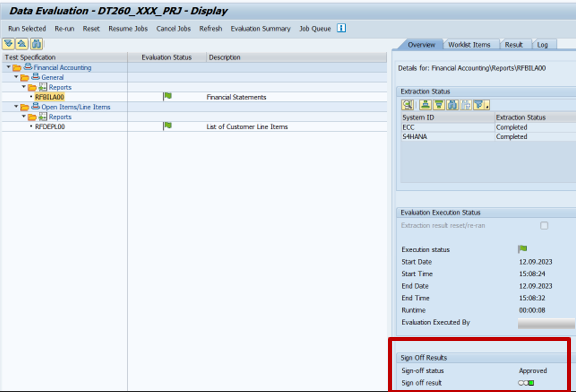 Data Evaluation - DT260_XXX_PRJ - Display
Run Selected Re-run Reset Resume Jobs Cancel Jobs Refresh Evaluation Summary Job Queue
Test Specification Evaluation Status Description
Financial Accounting
General
Reports
RFBILA00 Financial Statements
Open Items/Line Items
Reports
RFDEPL00 List of Customer Line Items
Overview Worklist Items Result Log
Details for: Financial Accounting\Reports\RFBILA00
Extraction Status
System ID Extraction Status
ECC Completed
S4HANA Completed
Evaluation Execution Status
Extraction result reset/re-ran
Execution status
Start Date 12.09.2023
Start Time 15:08:24
End Date 12.09.2023
End Time 15:08:32
Runtime 00:00:08
Evaluation Executed By
Sign Off Results
Sign-off status Approved
Sign off result